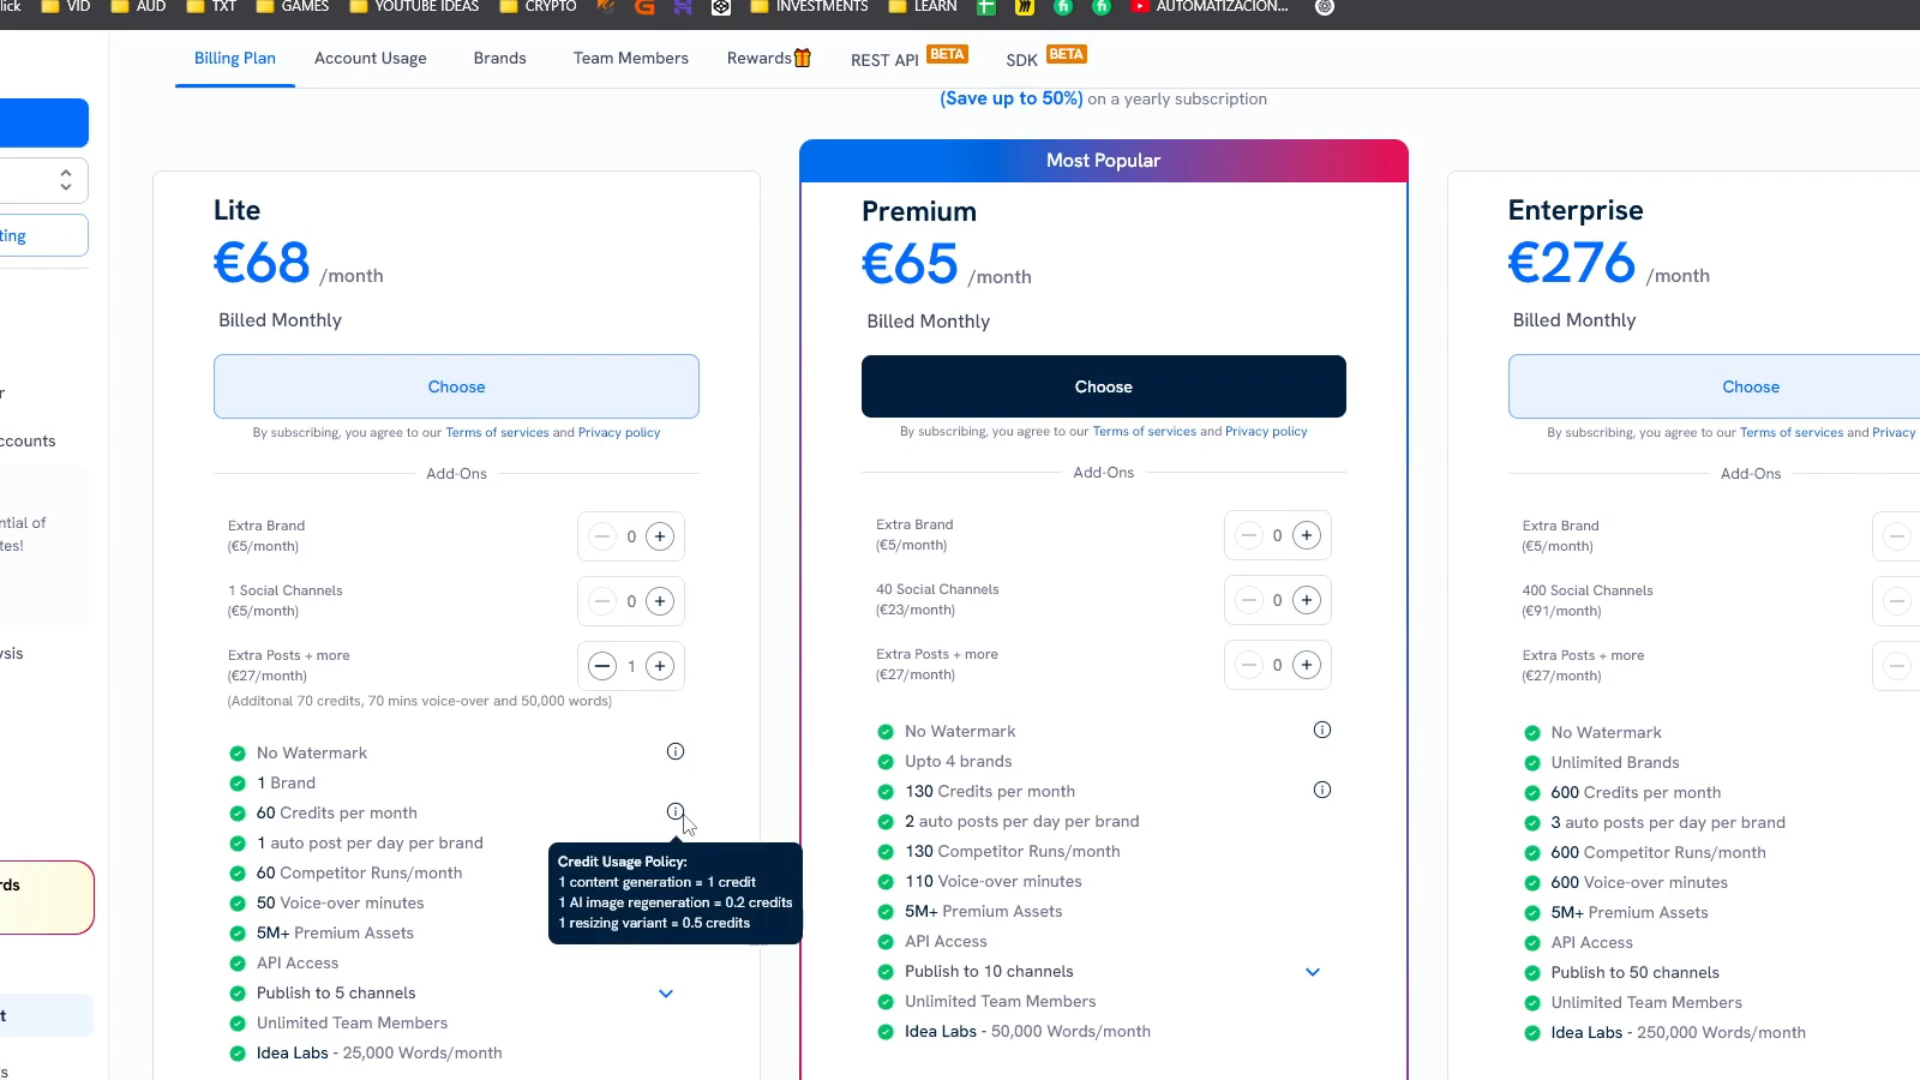 lick
VID
AUD
TXT
GAMES
YOUTUBE IDEAS
CRYPTO
INVESTMENTS
LEARN
AUTOMATIZACION...
Billing Plan
Account Usage
Brands
Team Members
Rewards
REST API BETA
SDK BETA
(Save up to 50%) on a yearly subscription
ting
r
ccounts
ntial of
tes!
ysis
rds
t
s
Lite
€68 /month
Billed Monthly
Choose
By subscribing, you agree to our Terms of services and Privacy policy
Add-Ons
Extra Brand
(€5/month)
0
1 Social Channels
(€5/month)
0
Extra Posts + more
(€27/month)
1
(Additonal 70 credits, 70 mins voice-over and 50,000 words)
No Watermark
1 Brand
60 Credits per month
1 auto post per day per brand
60 Competitor Runs/month
50 Voice-over minutes
5M+ Premium Assets
API Access
Publish to 5 channels
Unlimited Team Members
Idea Labs - 25,000 Words/month
Credit Usage Policy:
1 content generation = 1 credit
1 AI image regeneration = 0.2 credits
1 resizing variant = 0.5 credits
Most Popular
Premium
€65 /month
Billed Monthly
Choose
By subscribing, you agree to our Terms of services and Privacy policy
Add-Ons
Extra Brand
(€5/month)
0
40 Social Channels
(€23/month)
0
Extra Posts + more
(€27/month)
0
No Watermark
Upto 4 brands
130 Credits per month
2 auto posts per day per brand
130 Competitor Runs/month
110 Voice-over minutes
5M+ Premium Assets
API Access
Publish to 10 channels
Unlimited Team Members
Idea Labs - 50,000 Words/month
Enterprise
€276 /month
Billed Monthly
Choose
By subscribing, you agree to our Terms of services and Privacy
Add-Ons
Extra Brand
(€5/month)
400 Social Channels
(€91/month)
Extra Posts + more
(€27/month)
No Watermark
Unlimited Brands
600 Credits per month
3 auto posts per day per brand
600 Competitor Runs/month
600 Voice-over minutes
5M+ Premium Assets
API Access
Publish to 50 channels
Unlimited Team Members
Idea Labs - 250,000 Words/month